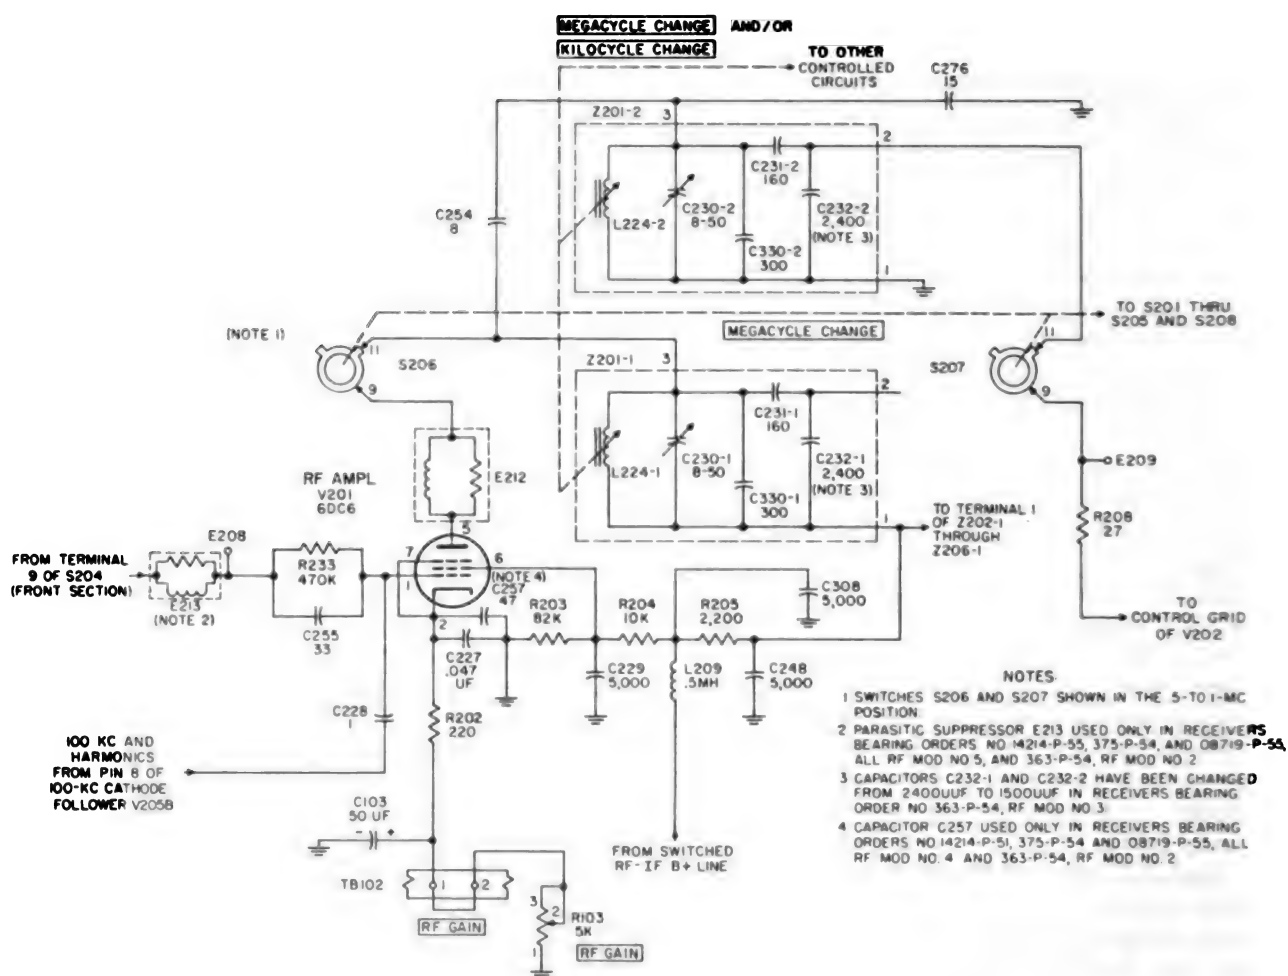 MEGACYCLE CHANGE AND/OR
KILOCYCLE CHANGE
TO OTHER
CONTROLLED
CIRCUITS
C276
15
Z201-2
3
2
C231-2
160
C254
8
L224-2
C230-2
8-50
C232-2
2,400
(NOTE 3)
C330-2
300
1
(NOTE 1)
11
S206
9
MEGACYCLE CHANGE
TO S201 THRU
S205 AND S208
11
S207
9
Z201-1
3
2
C231-1
160
L224-1
C230-1
8-50
C232-1
2,400
(NOTE 3)
C330-1
300
1
E212
RF AMPL
V201
6DC6
E209
R208
27
TO TERMINAL 1
OF Z202-1
THROUGH
Z206-1
E208
FROM TERMINAL
9 OF S204
(FRONT SECTION)
E213
(NOTE 2)
R233
470K
C255
33
5
7
6
1
2
(NOTE 4)
C257
47
R203
82K
R204
10K
R205
2,200
C308
5,000
TO
CONTROL GRID
OF V202
C227
.047
UF
C229
5,000
L209
.5MH
C248
5,000
C228
1
R202
220
100 KC AND
HARMONICS
FROM PIN 8 OF
100-KC CATHODE
FOLLOWER V205B
C103
50 UF
- +
FROM SWITCHED
RF-IF B+ LINE
TB102
1 2
RF GAIN
3
2
1
R103
5K
RF GAIN
NOTES
1 SWITCHES S206 AND S207 SHOWN IN THE .5-TO 1-MC
POSITION
2 PARASITIC SUPPRESSOR E213 USED ONLY IN RECEIVERS
BEARING ORDERS NO 14214-P-55, 375-P-54, AND 08719-P-55,
ALL RF MOD NO 5, AND 363-P-54, RF MOD NO. 2
3 CAPACITORS C232-1 AND C232-2 HAVE BEEN CHANGED
FROM 2400UUF TO 1500UUF IN RECEIVERS BEARING
ORDER NO 363-P-54, RF MOD NO. 3
4 CAPACITOR C257 USED ONLY IN RECEIVERS BEARING
ORDERS NO 14214-P-51, 375-P-54 AND 08719-P-55, ALL
RF MOD NO. 4 AND 363-P-54, RF MOD NO. 2